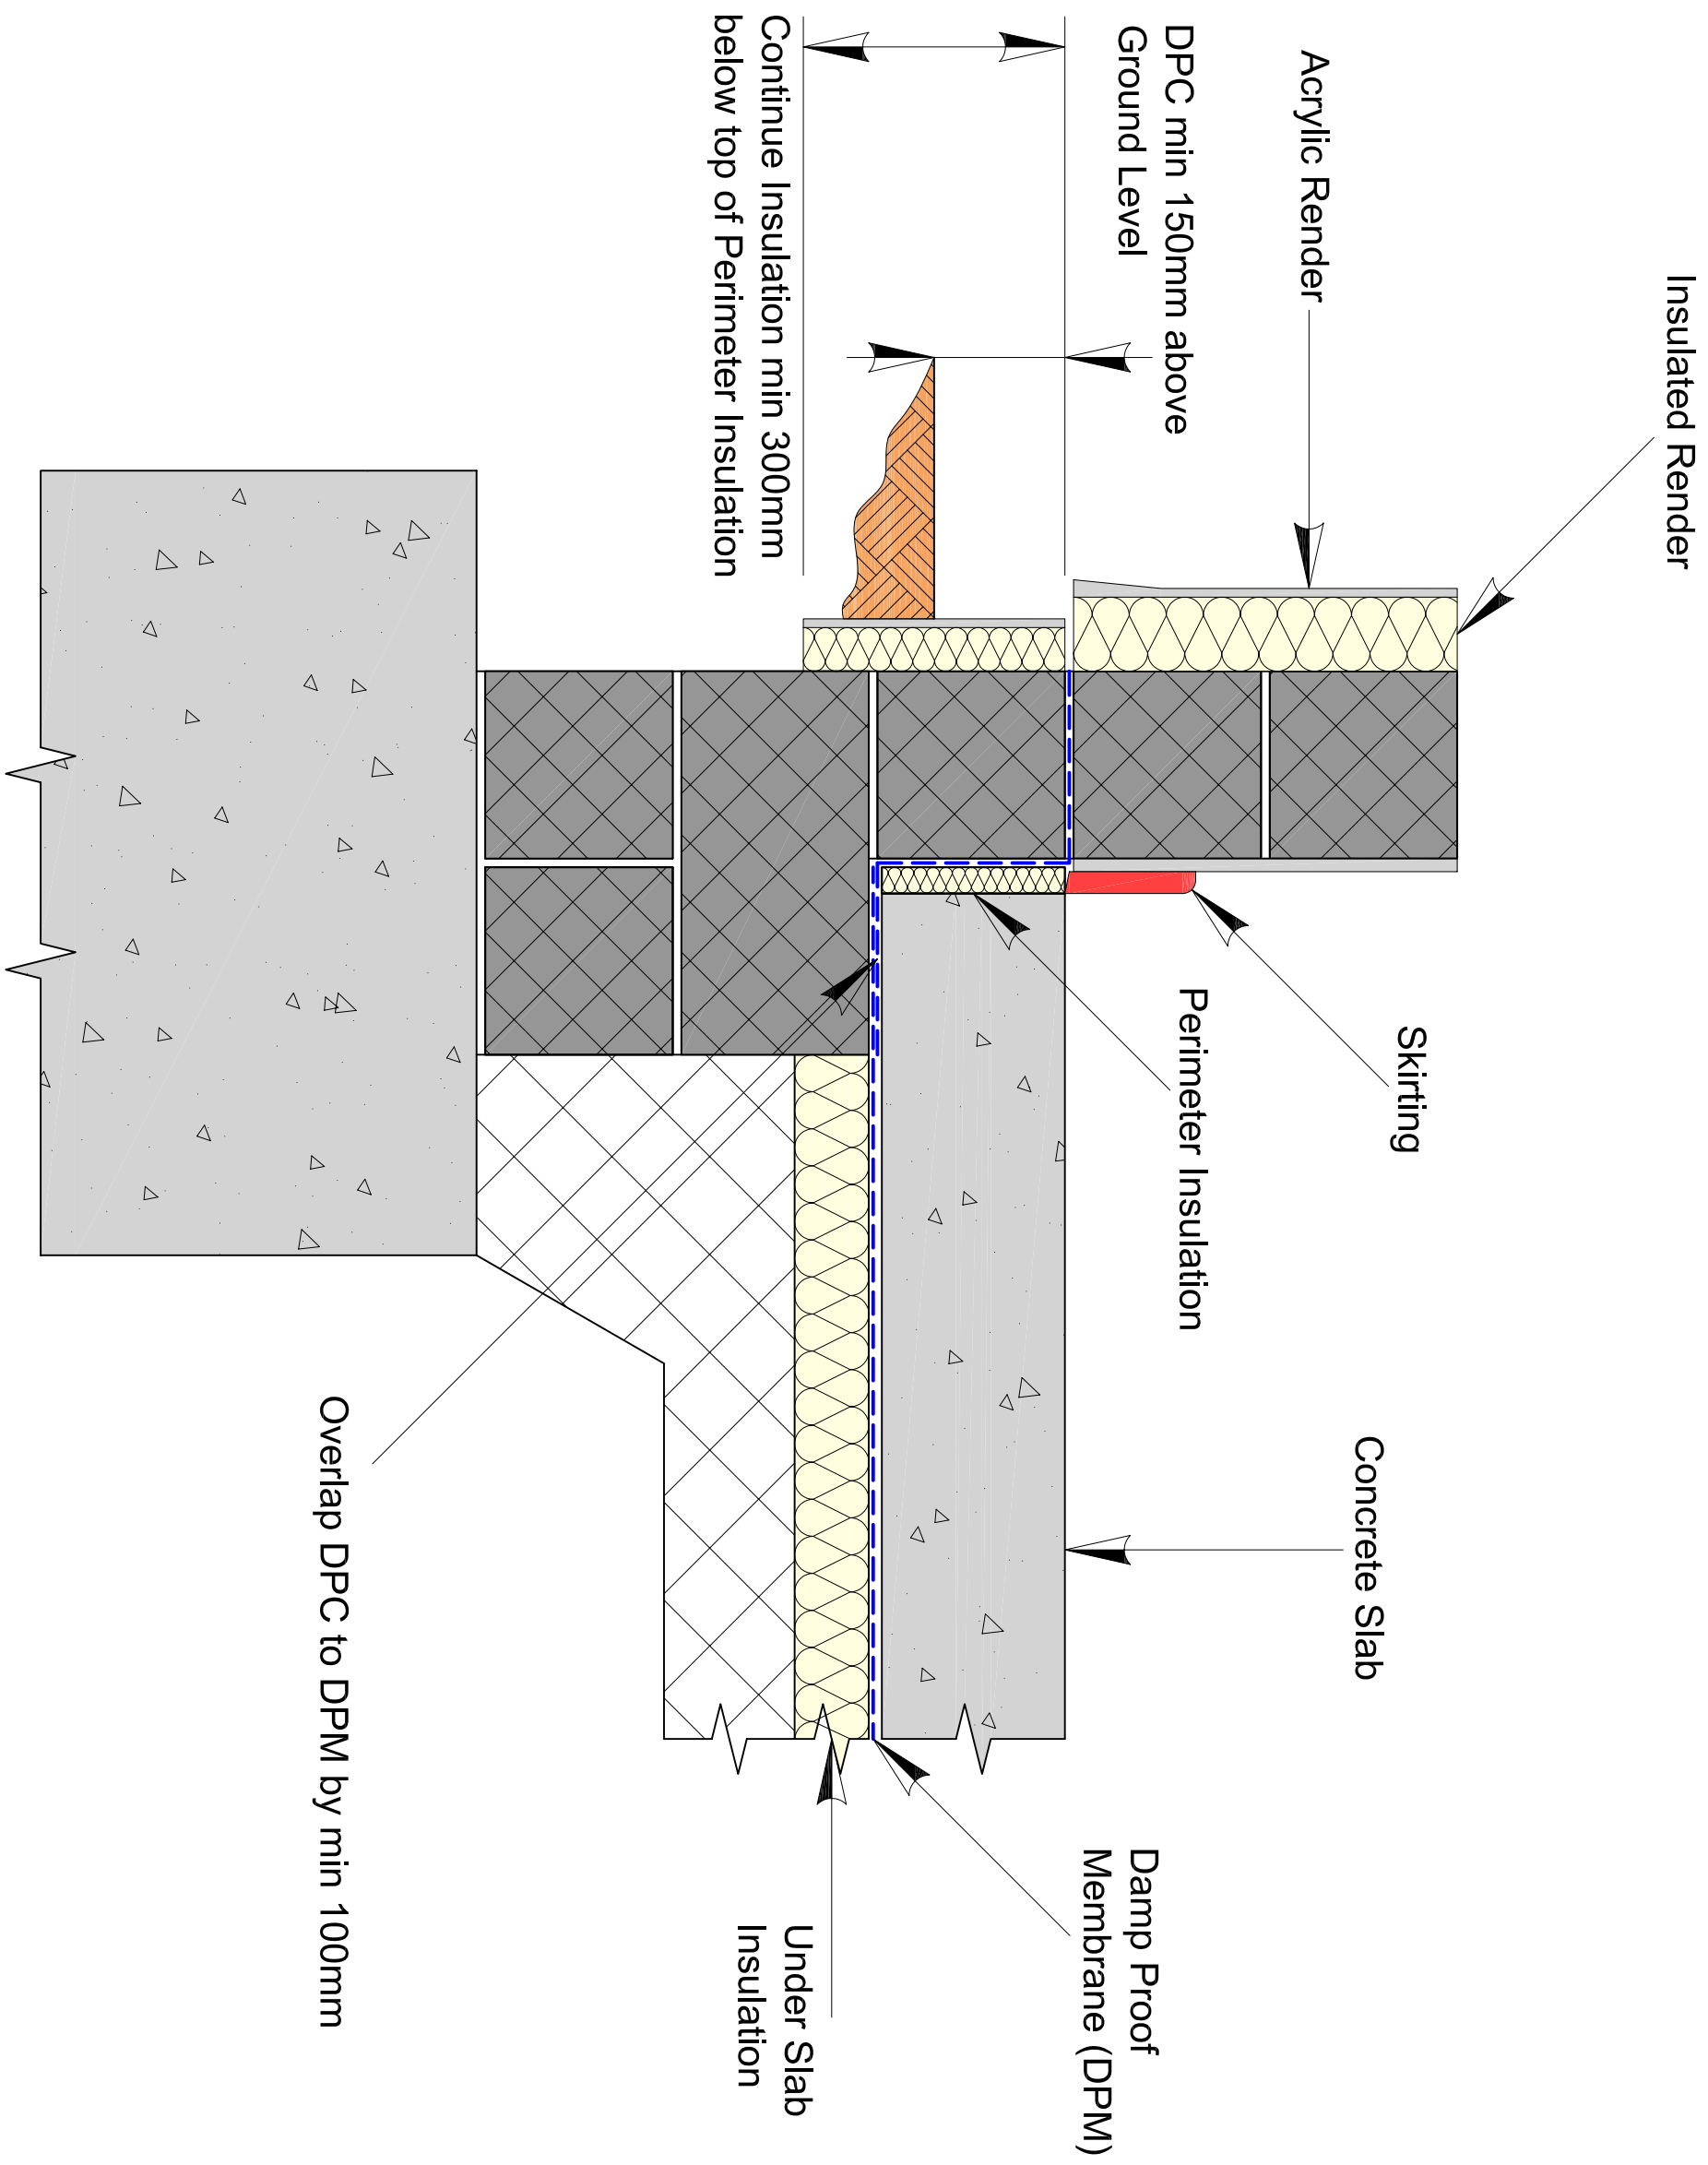 Insulated Render
Acrylic Render
DPC min 150mm above
Ground Level
Continue Insulation min 300mm
below top of Perimeter Insulation
Skirting
Perimeter Insulation
Concrete Slab
Damp Proof
Membrane (DPM)
Under Slab
Insulation
Overlap DPC to DPM by min 100mm